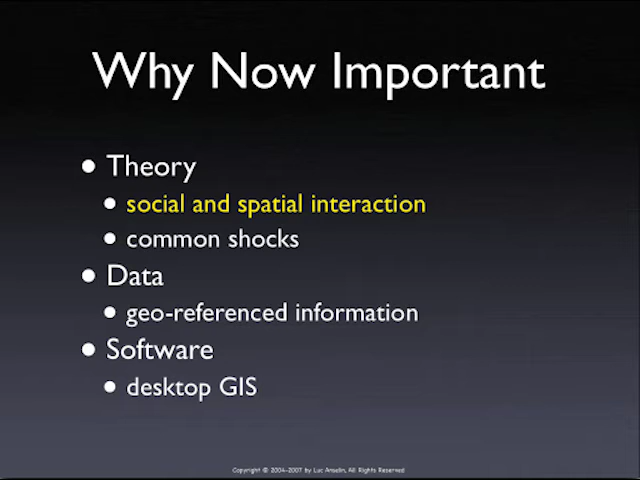 Why Now Important
• Theory
• social and spatial interaction
• common shocks
• Data
• geo-referenced information
• Software
• desktop GIS
Copyright © 2004-2007 by Luc Anselin, All Rights Reserved